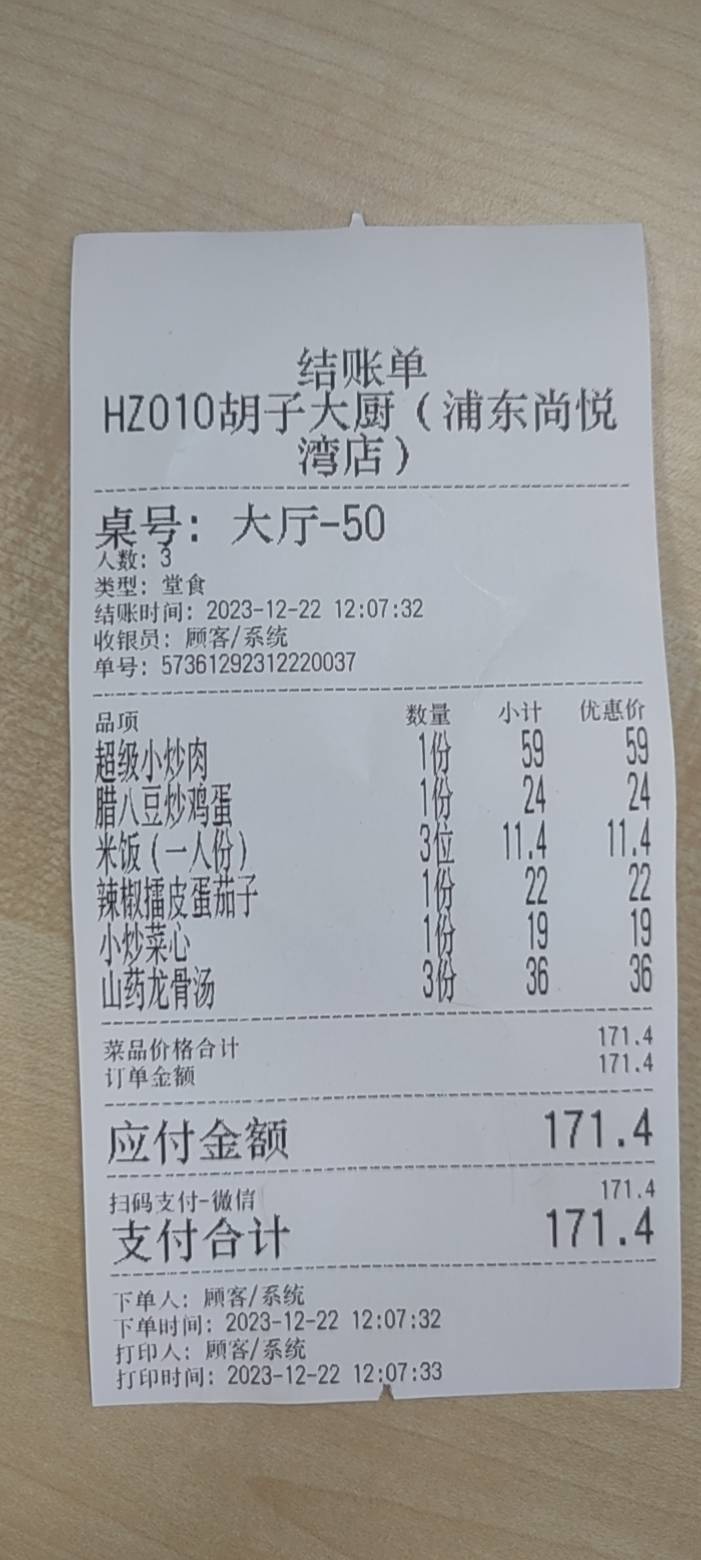 结账单
HZ010胡子大厨（浦东尚悦
湾店）
桌号：大厅-50
人数：3
类型：堂食
结账时间：2023-12-22 12:07:32
收银员：顾客/系统
单号：57361292312220037
品项 数量 小计 优惠价
超级小炒肉 1份 59 59
腊八豆炒鸡蛋 1份 24 24
米饭（一人份） 3位 11.4 11.4
辣椒擂皮蛋茄子 1份 22 22
小炒菜心 1份 19 19
山药龙骨汤 3份 36 36
菜品价格合计 171.4
订单金额 171.4
应付金额 171.4
扫码支付-微信 171.4
支付合计 171.4
下单人：顾客/系统
下单时间：2023-12-22 12:07:32
打印人：顾客/系统
打印时间：2023-12-22 12:07:33